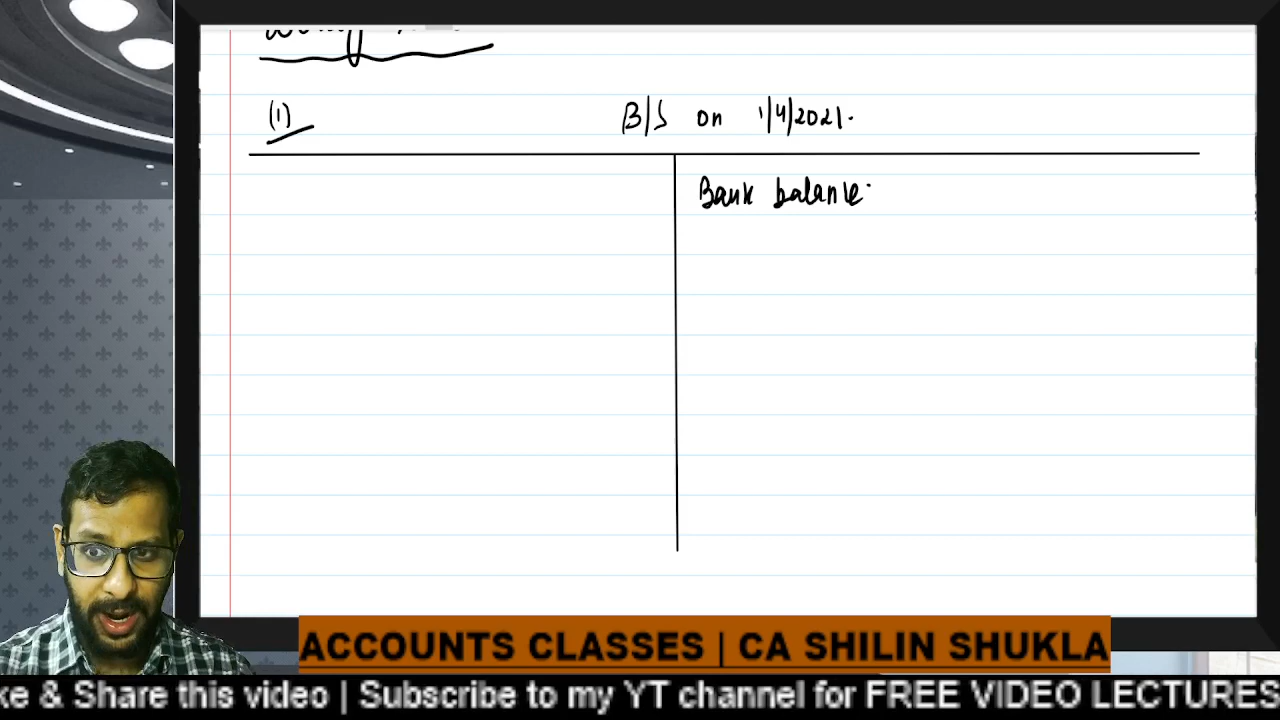 (1) B/S on 1/4/2021.
Bank balance
ACCOUNTS CLASSES | CA SHILIN SHUKLA
ke & Share this video | Subscribe to my YT channel for FREE VIDEO LECTURES